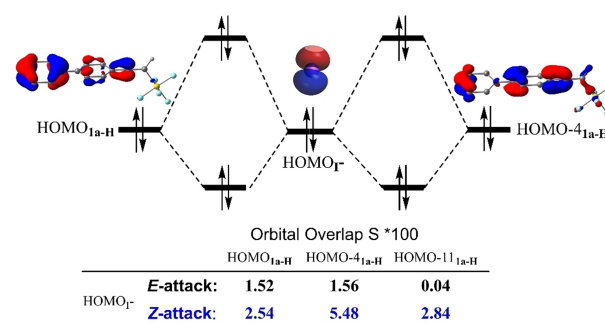 HOMO1a-H
HOMOI-
HOMO-41a-H
Orbital Overlap S *100
HOMO1a-H HOMO-41a-H HOMO-111a-H
HOMOI-
E-attack: 1.52 1.56 0.04
Z-attack: 2.54 5.48 2.84